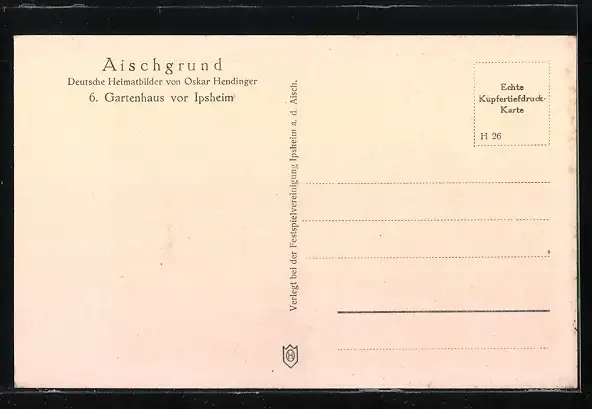 Aischgrund
Deutsche Heimatbilder von Oskar Hendinger
6. Gartenhaus vor Ipsheim
Verlegt bei der Festspielvereinigung Ipsheim a. d. Aisch.
Echte
Kupfertiefdruck-
Karte
H 26
H